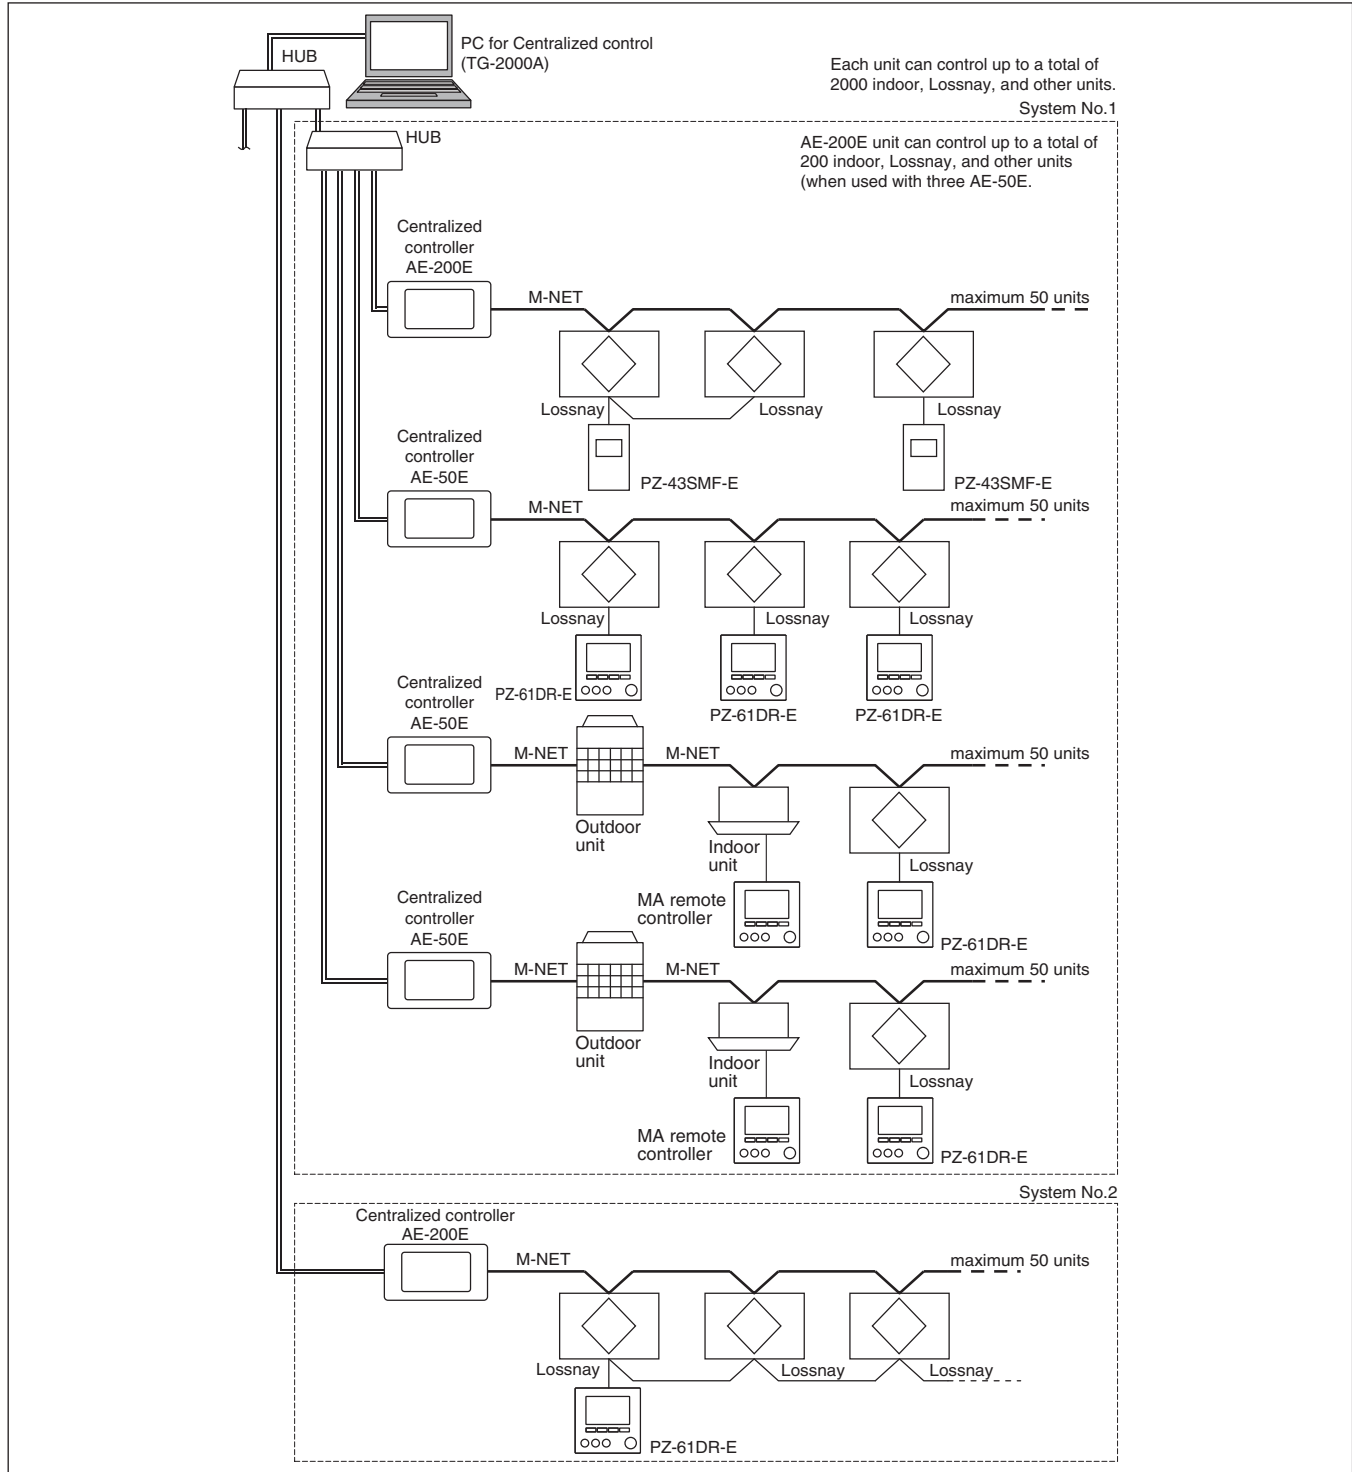 PC for Centralized control
(TG-2000A)
HUB
Each unit can control up to a total of
2000 indoor, Lossnay, and other units.
System No.1
HUB
AE-200E unit can control up to a total of
200 indoor, Lossnay, and other units
(when used with three AE-50E.
Centralized
controller
AE-200E
M-NET
maximum 50 units
Lossnay
Lossnay
Lossnay
PZ-43SMF-E
PZ-43SMF-E
Centralized
controller
AE-50E
M-NET
maximum 50 units
Lossnay
Lossnay
Lossnay
PZ-61DR-E
PZ-61DR-E
PZ-61DR-E
Centralized
controller
AE-50E
M-NET
M-NET
maximum 50 units
Outdoor
unit
Indoor
unit
Lossnay
MA remote
controller
PZ-61DR-E
Centralized
controller
AE-50E
M-NET
M-NET
maximum 50 units
Outdoor
unit
Indoor
unit
Lossnay
MA remote
controller
PZ-61DR-E
System No.2
Centralized controller
AE-200E
M-NET
maximum 50 units
Lossnay
Lossnay
Lossnay
PZ-61DR-E